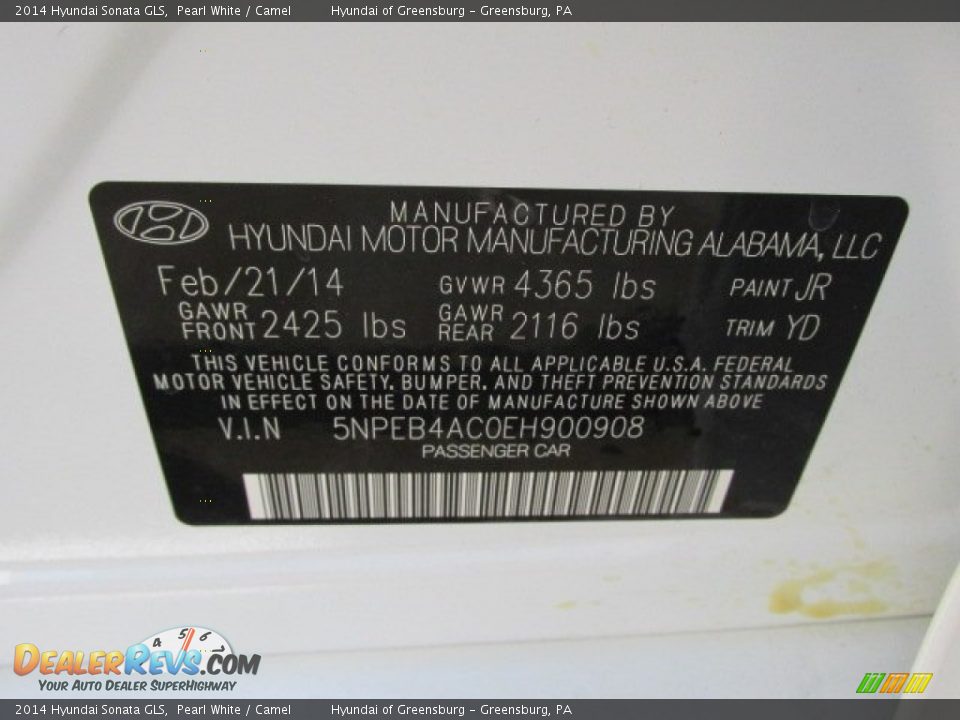 2014 Hyundai Sonata GLS, Pearl White / Camel Hyundai of Greensburg - Greensburg, PA
MANUFACTURED BY
HYUNDAI MOTOR MANUFACTURING ALABAMA, LLC
Feb/21/14 GVWR 4365 lbs PAINT JR
GAWR FRONT 2425 lbs GAWR REAR 2116 lbs TRIM YD
THIS VEHICLE CONFORMS TO ALL APPLICABLE U.S.A. FEDERAL
MOTOR VEHICLE SAFETY, BUMPER, AND THEFT PREVENTION STANDARDS
IN EFFECT ON THE DATE OF MANUFACTURE SHOWN ABOVE
V.I.N 5NPEB4AC0EH900908
PASSENGER CAR
4 5 6 7
DEALERREVS.COM
YOUR AUTO DEALER SUPERHIGHWAY
2014 Hyundai Sonata GLS, Pearl White / Camel Hyundai of Greensburg - Greensburg, PA